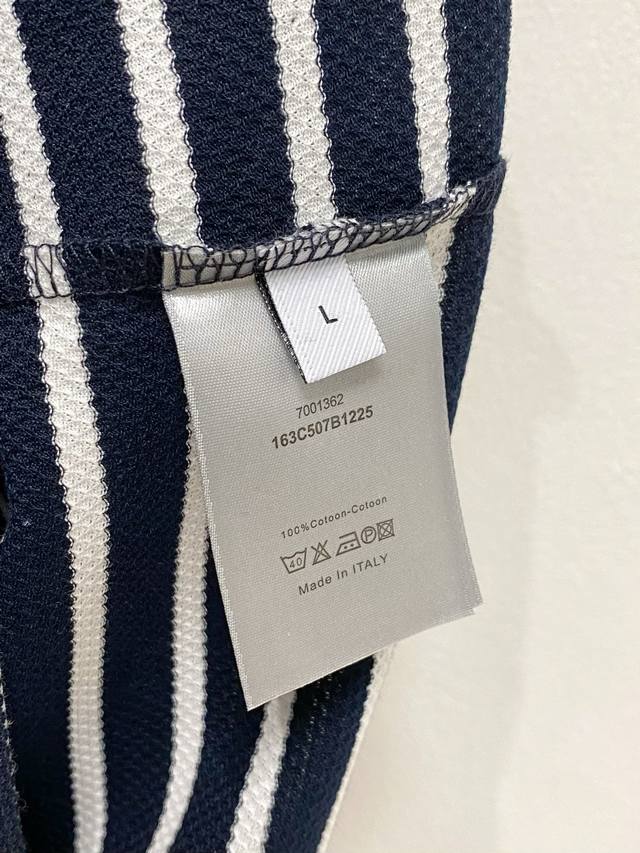 L
7001362
163C507B1225
100%Cotoon-Cotoon
40 P
Made In ITALY